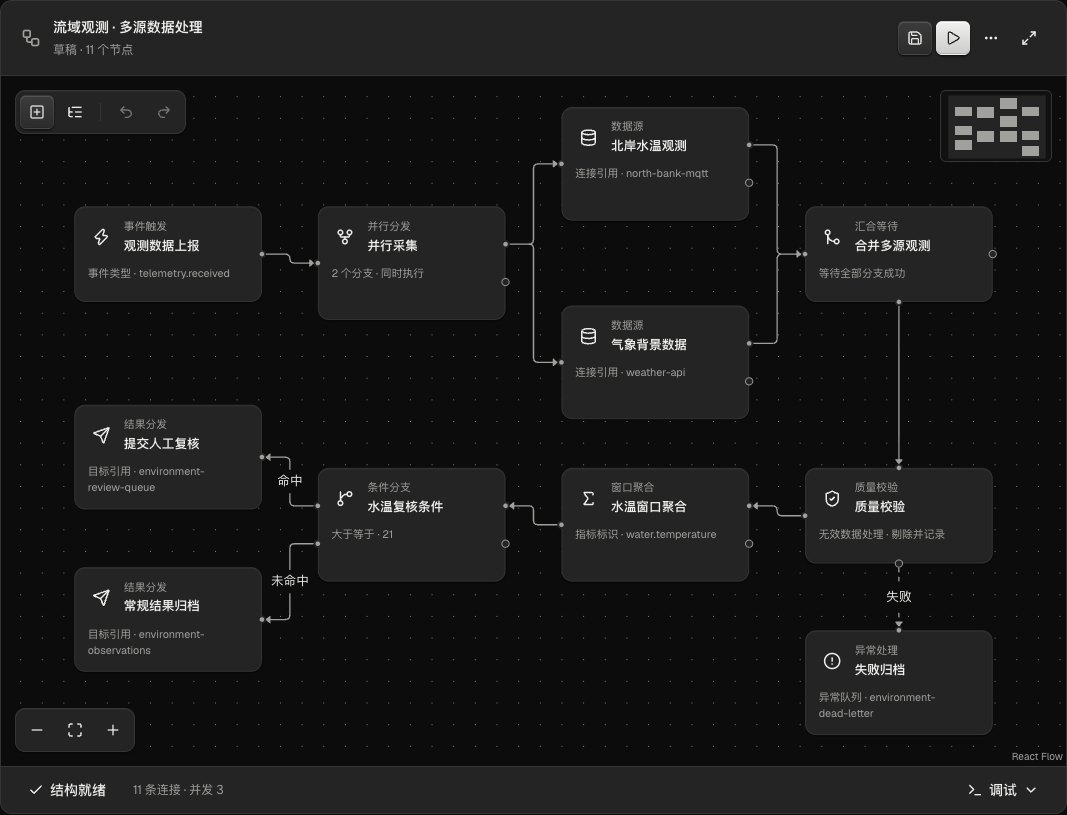 流域观测 · 多源数据处理
草稿 · 11 个节点
数据源
北岸水温观测
连接引用 · north-bank-mqtt
事件触发
观测数据上报
事件类型 · telemetry.received
并行分发
并行采集
2 个分支 · 同时执行
汇合等待
合并多源观测
等待全部分支成功
数据源
气象背景数据
连接引用 · weather-api
结果分发
提交人工复核
目标引用 · environment-
review-queue
命中
条件分支
水温复核条件
大于等于 · 21
窗口聚合
水温窗口聚合
指标标识 · water.temperature
质量校验
质量校验
无效数据处理 · 剔除并记录
未命中
失败
结果分发
常规结果归档
目标引用 · environment-
observations
异常处理
失败归档
异常队列 · environment-
dead-letter
React Flow
结构就绪
11 条连接 · 并发 3
调试